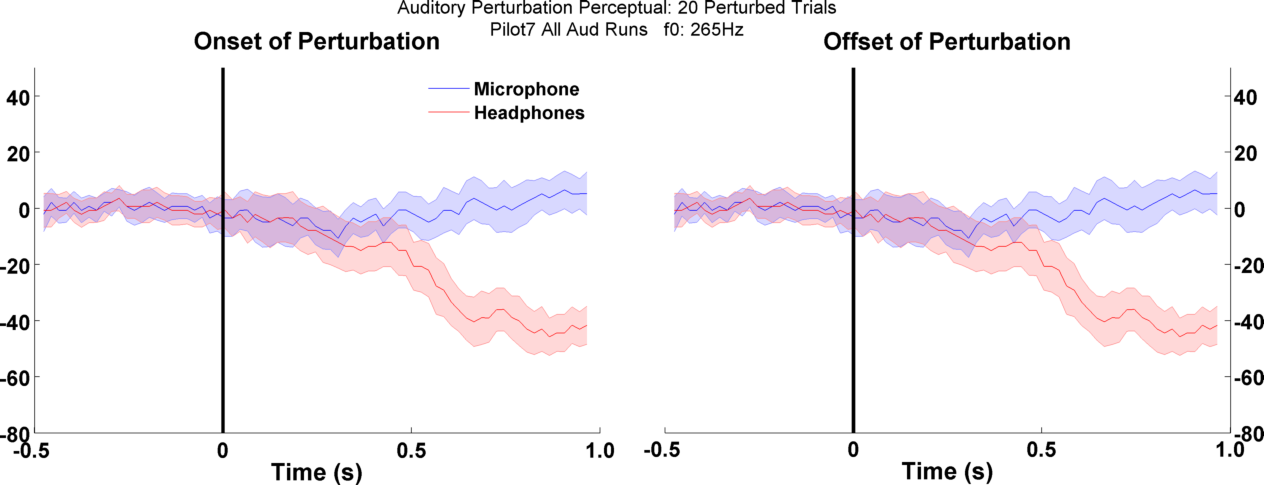 Auditory Perturbation Perceptual: 20 Perturbed Trials
Pilot7 All Aud Runs f0: 265Hz
Onset of Perturbation
Offset of Perturbation
Microphone
Headphones
40
20
0
-20
-40
-60
-80
-0.5
0
0.5
1.0
Time (s)
40
20
0
-20
-40
-60
-80
-0.5
0
0.5
1.0
Time (s)